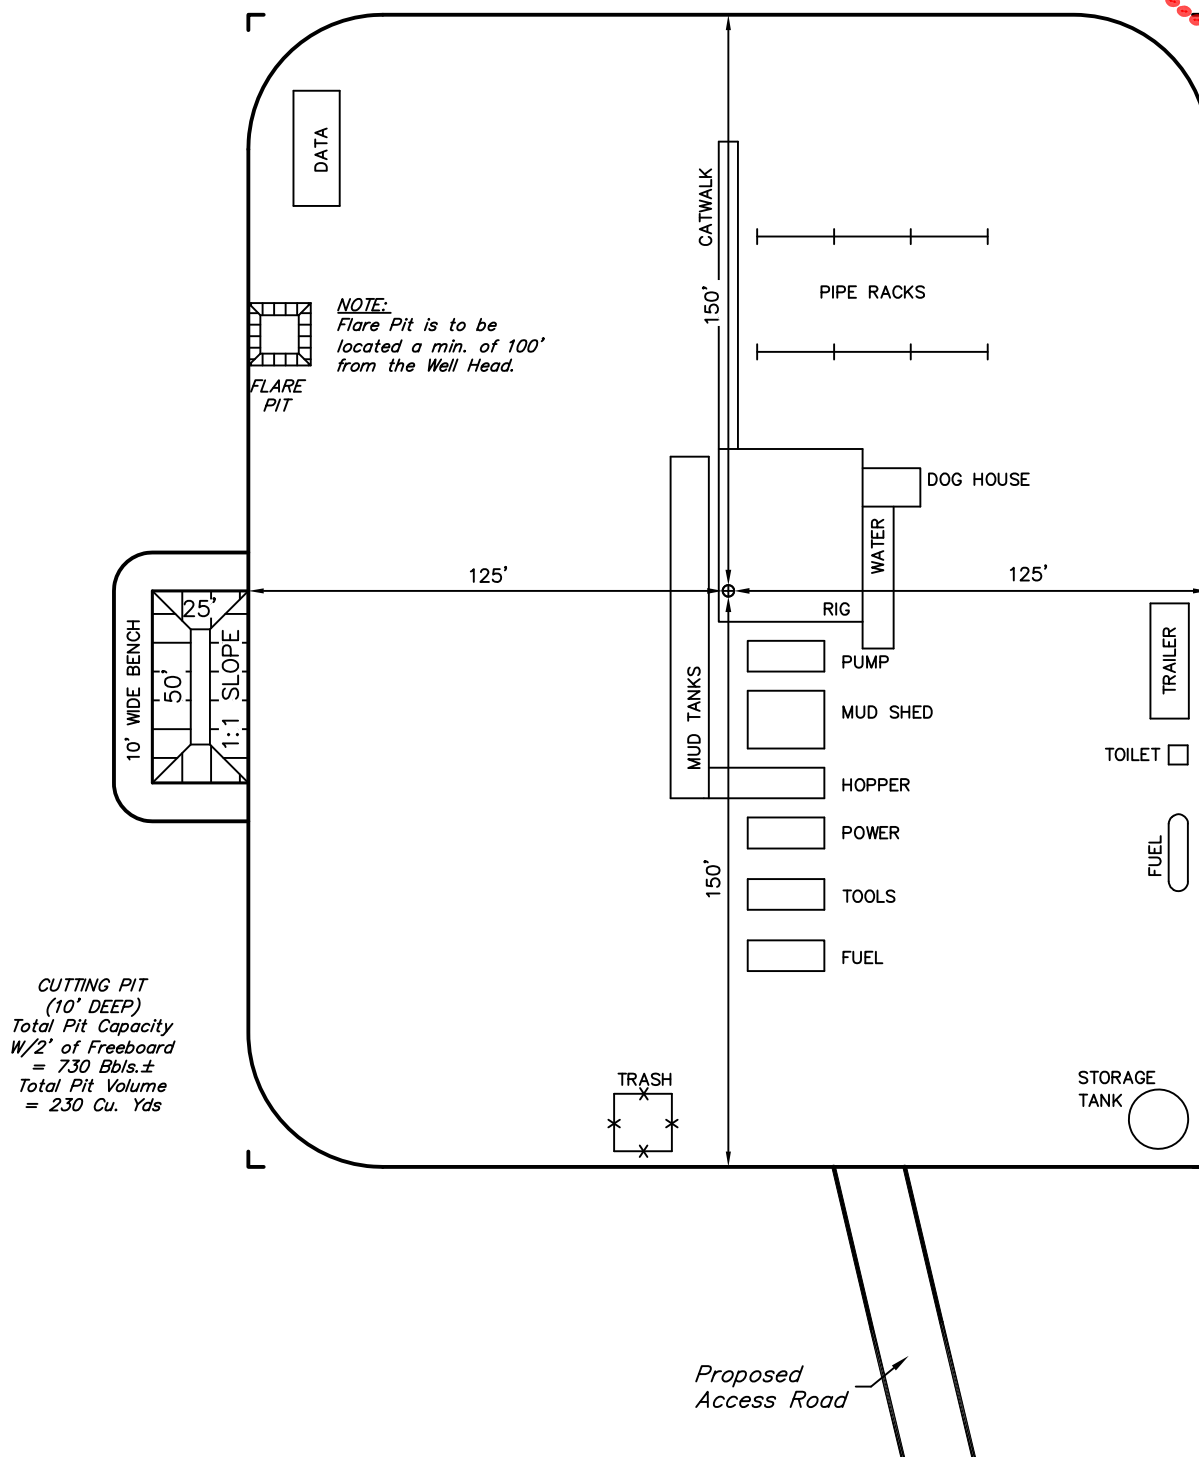 DATA
CATWALK
150'
PIPE RACKS
NOTE:
Flare Pit is to be
located a min. of 100'
from the Well Head.
FLARE
PIT
DOG HOUSE
WATER
125'
125'
RIG
10' WIDE BENCH
25'
50'
1:1 SLOPE
MUD TANKS
PUMP
MUD SHED
HOPPER
POWER
TOOLS
FUEL
150'
TRAILER
TOILET
FUEL
CUTTING PIT
(10' DEEP)
Total Pit Capacity
W/2' of Freeboard
= 730 Bbls.±
Total Pit Volume
= 230 Cu. Yds
TRASH
STORAGE
TANK
Proposed
Access Road